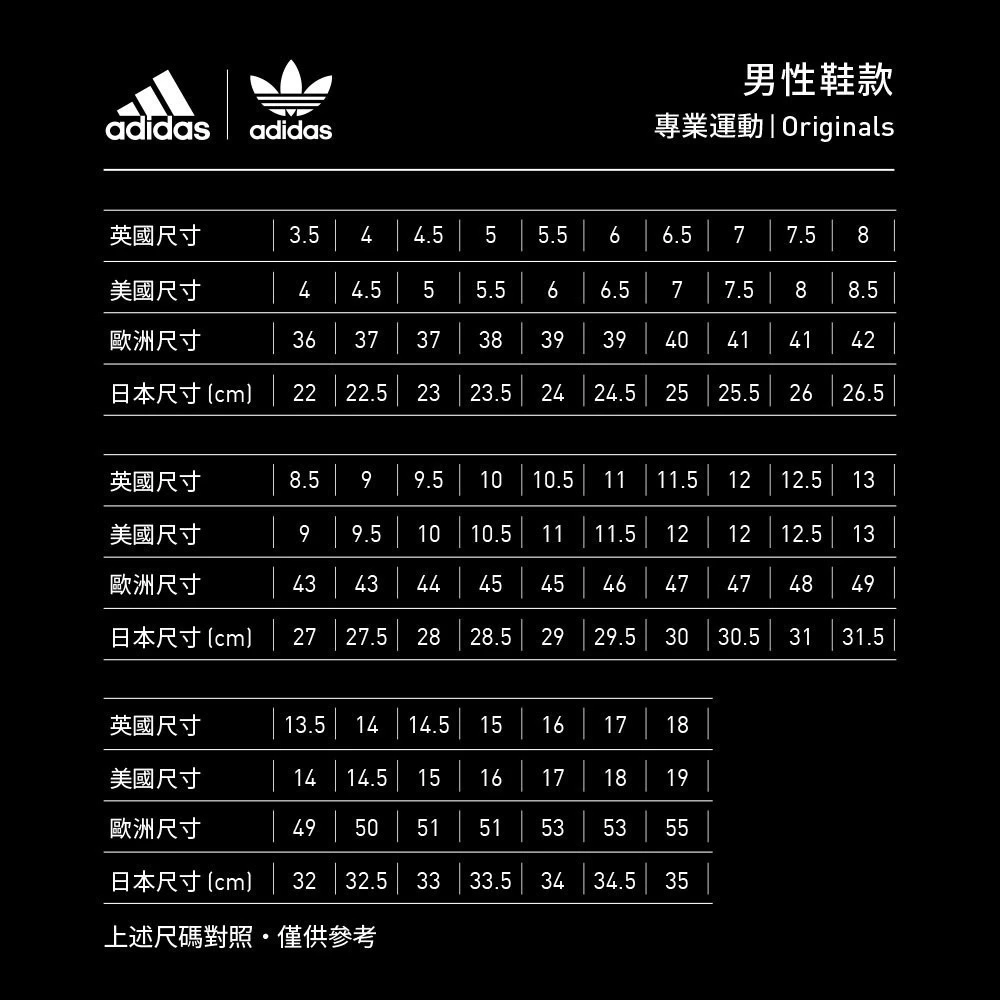 adidas adidas
男性鞋款
專業運動 | Originals
英國尺寸 3.5 4 4.5 5 5.5 6 6.5 7 7.5 8
美國尺寸 4 4.5 5 5.5 6 6.5 7 7.5 8 8.5
歐洲尺寸 36 37 37 38 39 39 40 41 41 42
日本尺寸 (cm) 22 22.5 23 23.5 24 24.5 25 25.5 26 26.5
英國尺寸 8.5 9 9.5 10 10.5 11 11.5 12 12.5 13
美國尺寸 9 9.5 10 10.5 11 11.5 12 12 12.5 13
歐洲尺寸 43 43 44 45 45 46 47 47 48 49
日本尺寸 (cm) 27 27.5 28 28.5 29 29.5 30 30.5 31 31.5
英國尺寸 13.5 14 14.5 15 16 17 18
美國尺寸 14 14.5 15 16 17 18 19
歐洲尺寸 49 50 51 51 53 53 55
日本尺寸 (cm) 32 32.5 33 33.5 34 34.5 35
上述尺碼對照・僅供參考